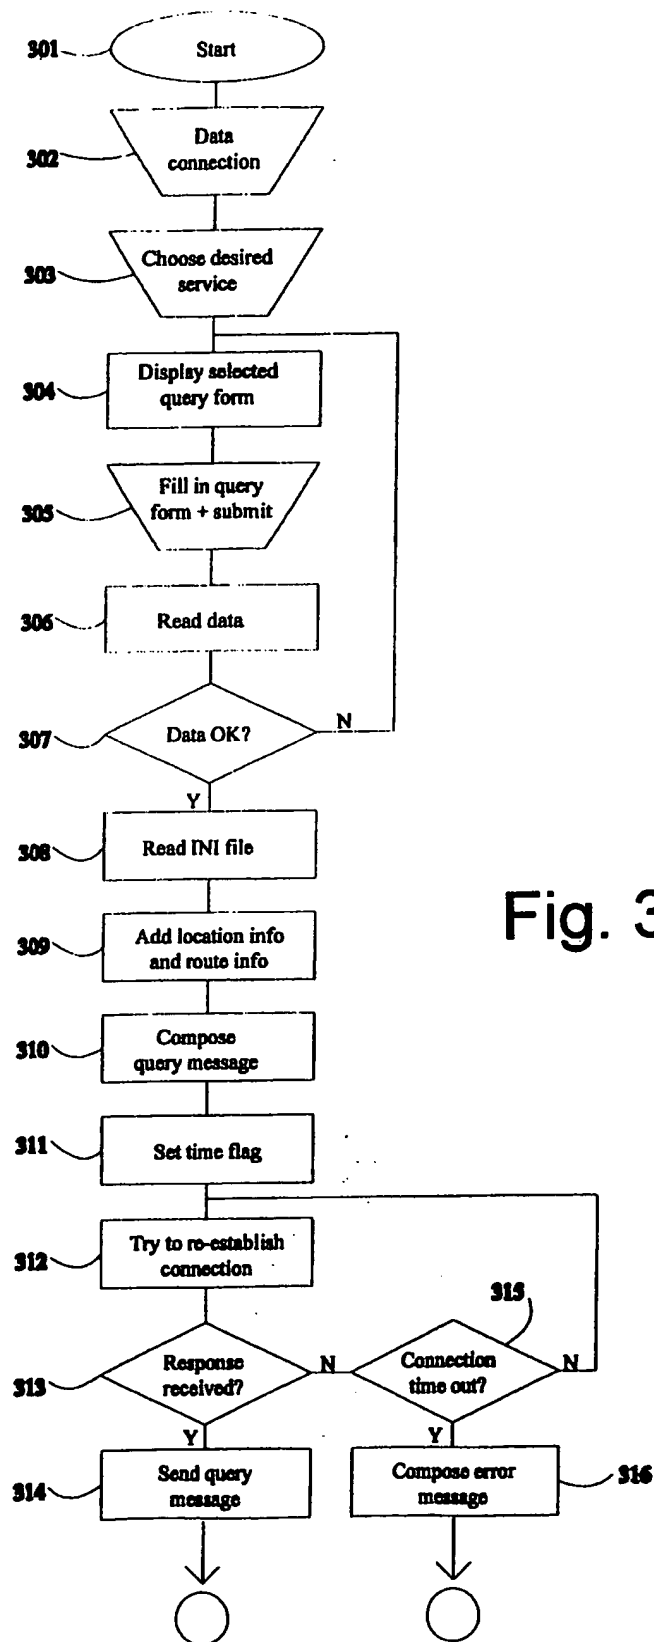 301
Start
302
Data
connection
303
Choose desired
service
304
Display selected
query form
305
Fill in query
form + submit
306
Read data
307
Data OK?
N
Y
308
Read INI file
Fig. 3
309
Add location info
and route info
310
Compose
query message
311
Set time flag
312
Try to re-establish
connection
315
313
Response
received?
N
Connection
time out?
N
Y
Y
314
Send query
message
Compose error
message
316